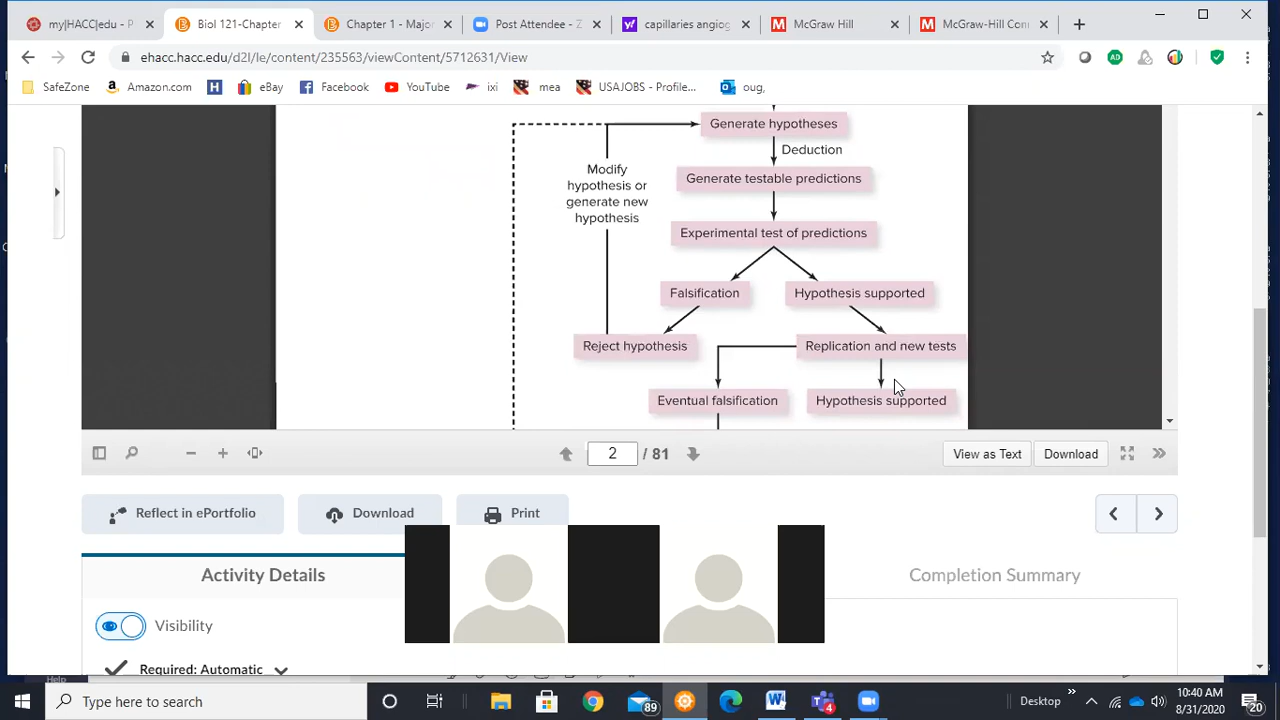 my|HACC|edu - P
Biol 121-Chapter
Chapter 1 - Major
Post Attendee - Z
capillaries angiog
McGraw Hill
McGraw-Hill Con
ehacc.hacc.edu/d2l/le/content/235563/viewContent/5712631/View
SafeZone
Amazon.com
eBay
Facebook
YouTube
ixi
mea
USAJOBS - Profile...
oug,
Generate hypotheses
Deduction
Modify
hypothesis or
generate new
hypothesis
Generate testable predictions
Experimental test of predictions
Falsification
Hypothesis supported
Reject hypothesis
Replication and new tests
Eventual falsification
Hypothesis supported
2 / 81
View as Text
Download
Reflect in ePortfolio
Download
Print
Activity Details
Completion Summary
Visibility
Required: Automatic
Help
Type here to search
89
4
Desktop
10:40 AM
8/31/2020
20